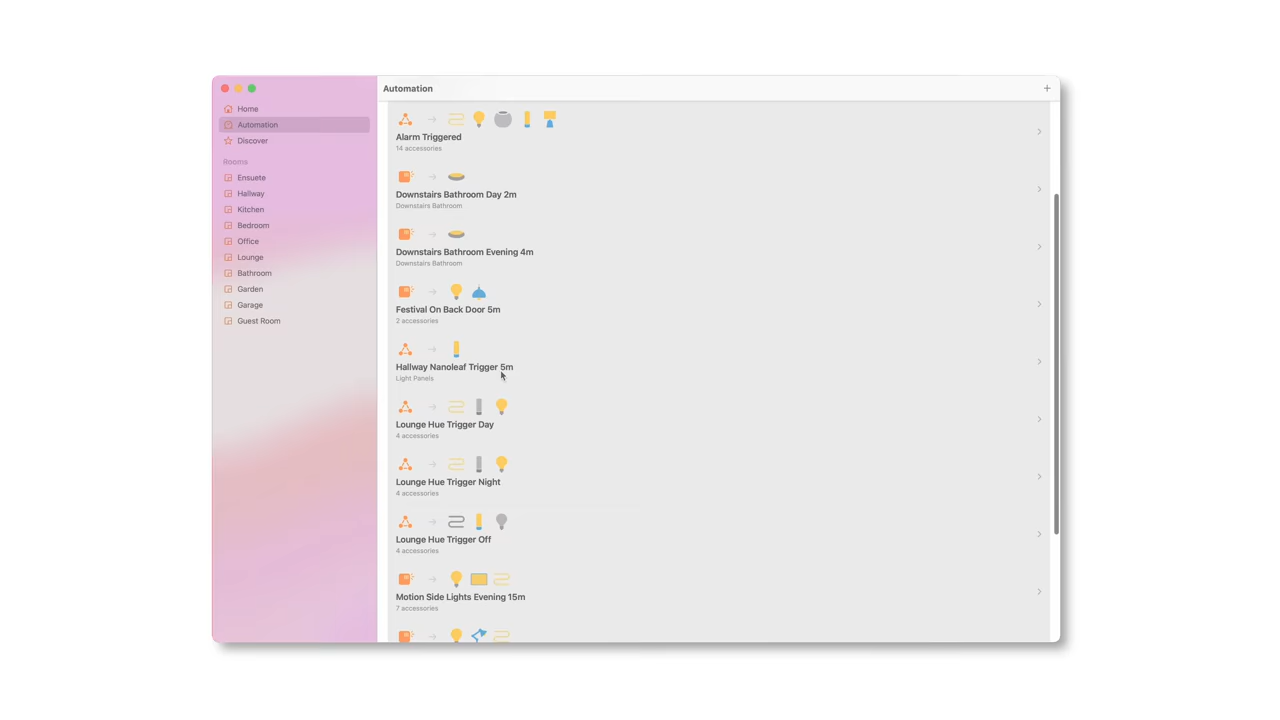 Automation
Home
Automation
Discover
Rooms
Ensuete
Hallway
Kitchen
Bedroom
Office
Lounge
Bathroom
Garden
Garage
Guest Room
Alarm Triggered
14 accessories
Downstairs Bathroom Day 2m
Downstairs Bathroom
Downstairs Bathroom Evening 4m
Downstairs Bathroom
Festival On Back Door 5m
2 accessories
Hallway Nanoleaf Trigger 5m
Light Panels
Lounge Hue Trigger Day
4 accessories
Lounge Hue Trigger Night
4 accessories
Lounge Hue Trigger Off
4 accessories
Motion Side Lights Evening 15m
7 accessories